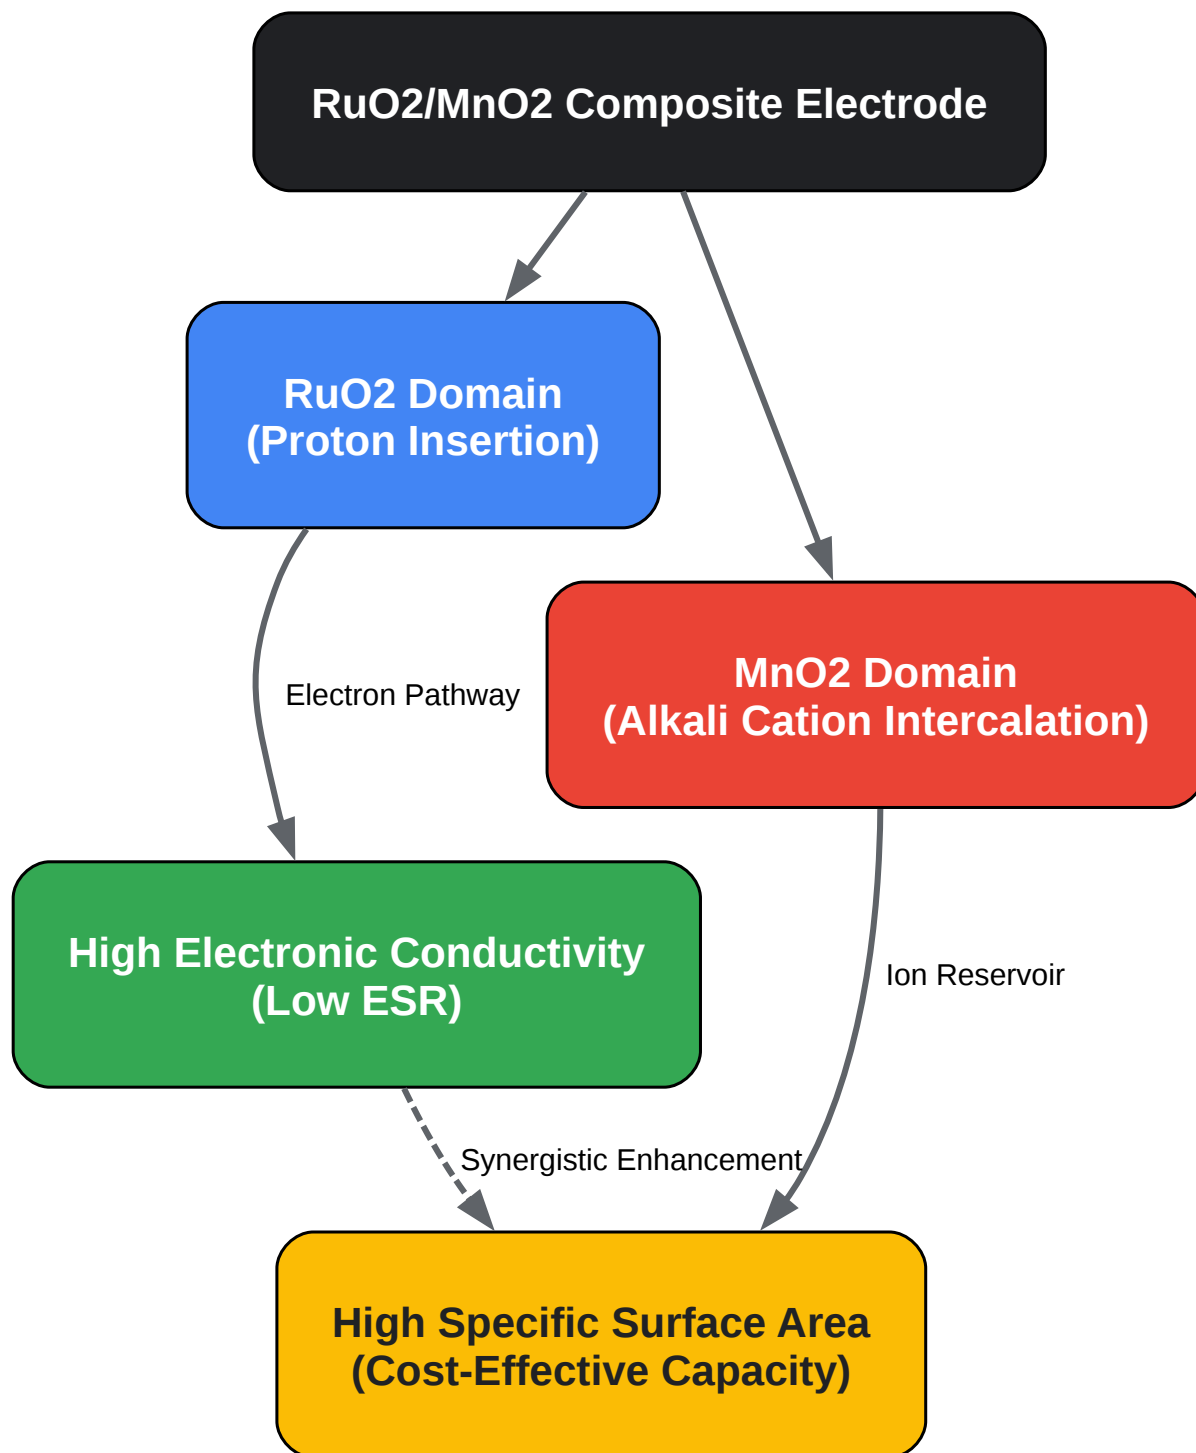 RuO2/MnO2 Composite Electrode
RuO2 Domain
(Proton Insertion)
Electron Pathway
MnO2 Domain
(Alkali Cation Intercalation)
High Electronic Conductivity
(Low ESR)
Ion Reservoir
Synergistic Enhancement
High Specific Surface Area
(Cost-Effective Capacity)